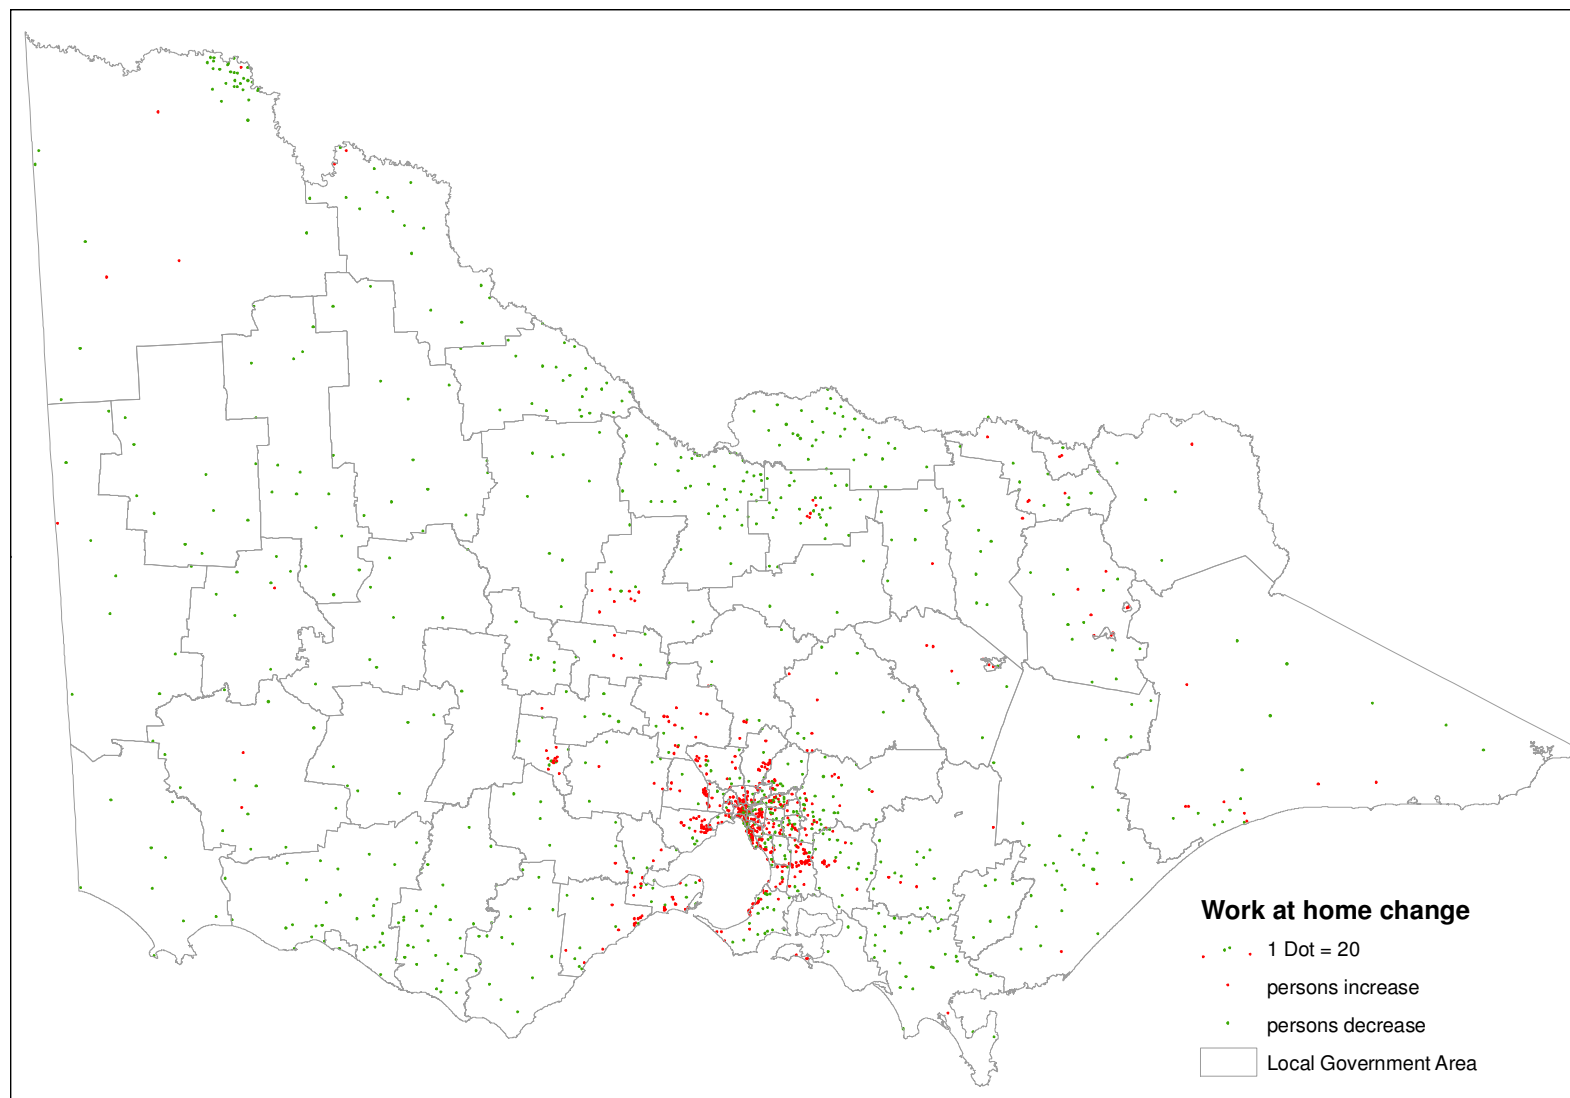 Work at home change
1 Dot = 20
persons increase
persons decrease
Local Government Area